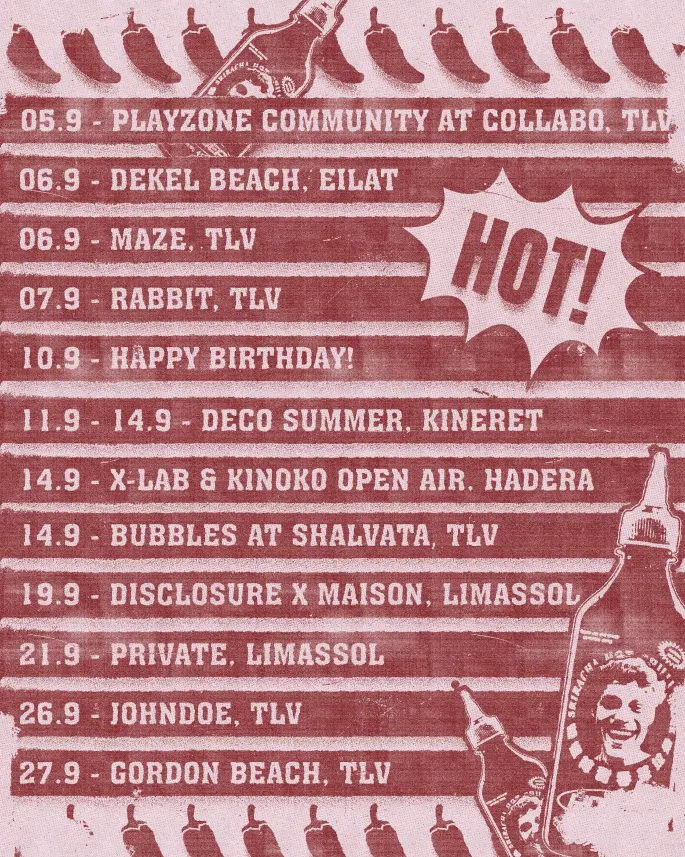 05.9 - PLAYZONE COMMUNITY AT COLLABO, TLV
06.9 - DEKEL BEACH, EILAT
06.9 - MAZE, TLV
HOT!
07.9 - RABBIT, TLV
10.9 - HAPPY BIRTHDAY!
11.9 - 14.9 - DECO SUMMER, KINERET
14.9 - X-LAB & KINOKO OPEN AIR. HADERA
14.9 - BUBBLES AT SHALVATA, TLV
19.9 - DISCLOSURE X MAISON, LIMASSOL
21.9 - PRIVATE. LIMASSOL
SRIRACHA HOT
26.9 - JOHNDOE, TLV
27.9 - GORDON BEACH, TLV